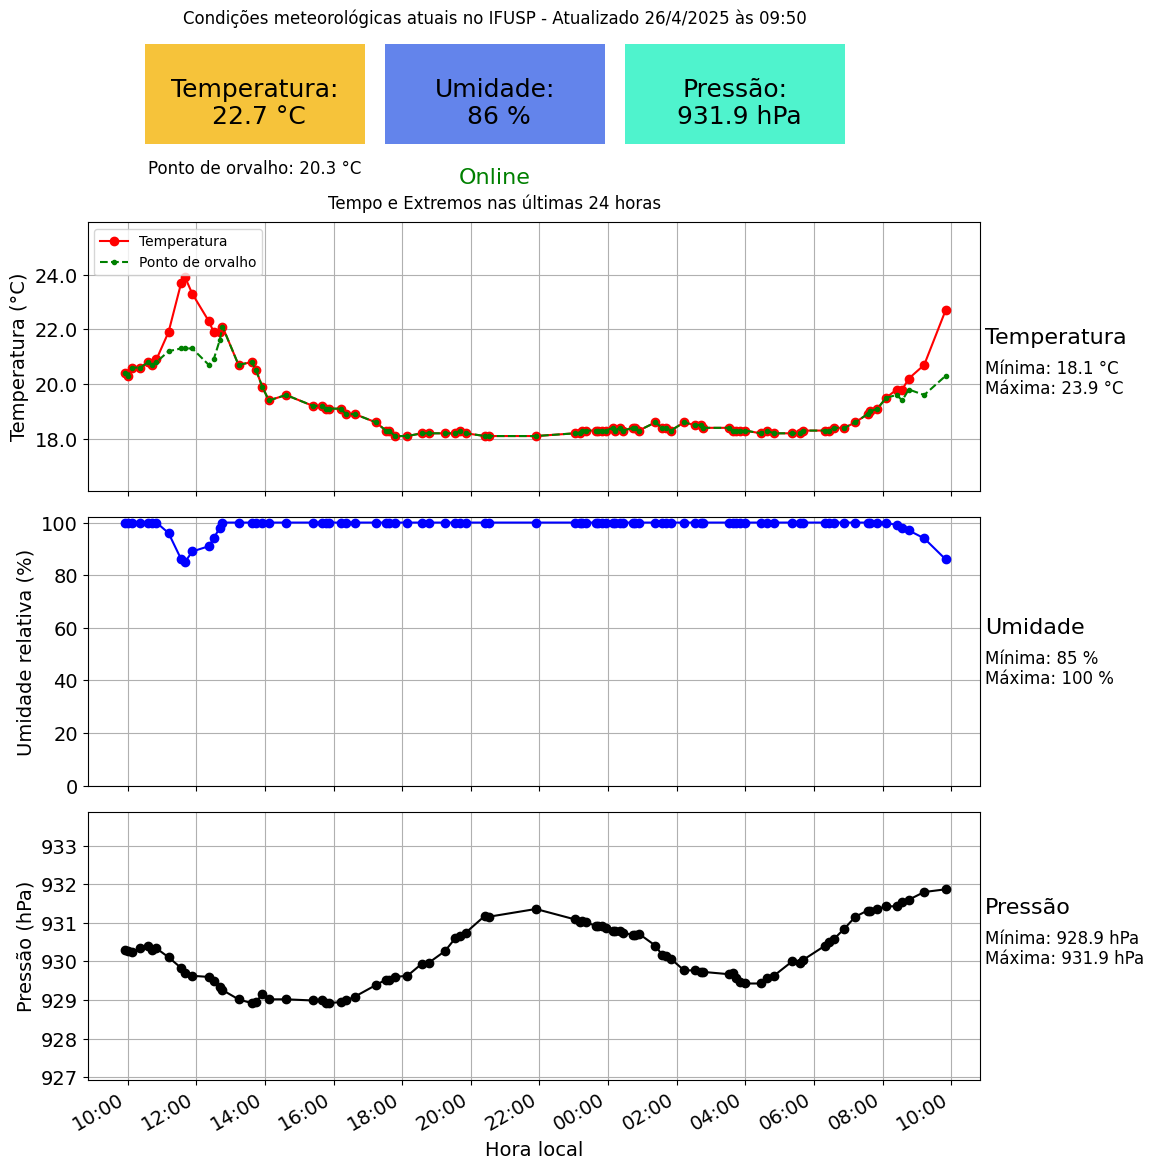 Condições meteorológicas atuais no IFUSP - Atualizado 26/4/2025 às 09:50
Temperatura:
22.7 °C
Umidade:
86 %
Pressão:
931.9 hPa
Ponto de orvalho: 20.3 °C
Online
Tempo e Extremos nas últimas 24 horas
Temperatura
Ponto de orvalho
Temperatura (°C)
24.0
22.0
20.0
18.0
Temperatura
Mínima: 18.1 °C
Máxima: 23.9 °C
Umidade relativa (%)
100
80
60
40
20
0
Umidade
Mínima: 85 %
Máxima: 100 %
Pressão (hPa)
933
932
931
930
929
928
927
Pressão
Mínima: 928.9 hPa
Máxima: 931.9 hPa
10:00
12:00
14:00
16:00
18:00
20:00
22:00
00:00
02:00
04:00
06:00
08:00
10:00
Hora local